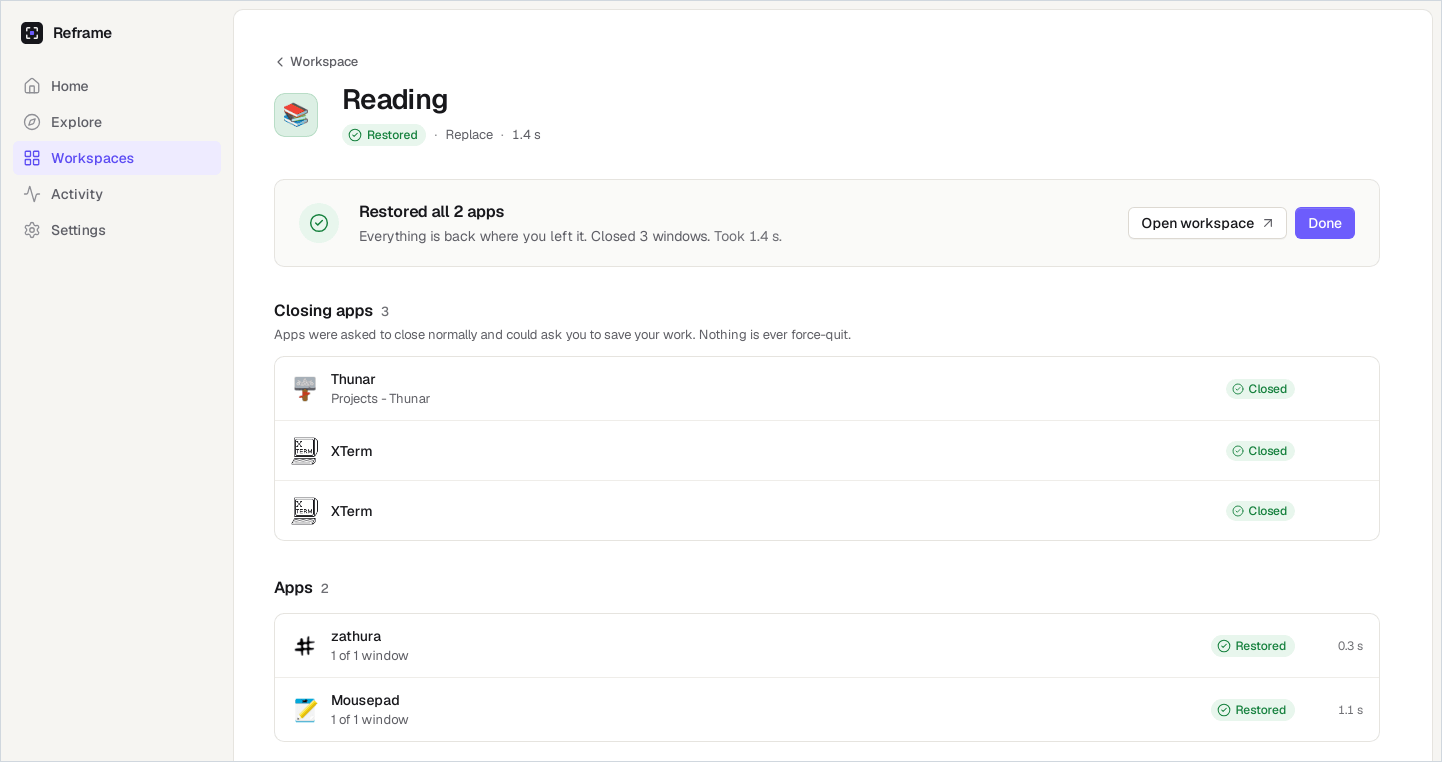 Reframe
Home
Explore
Workspaces
Activity
Settings
Workspace
Reading
Restored · Replace · 1.4 s
Restored all 2 apps
Everything is back where you left it. Closed 3 windows. Took 1.4 s.
Open workspace
Done
Closing apps 3
Apps were asked to close normally and could ask you to save your work. Nothing is ever force-quit.
Thunar
Projects - Thunar
Closed
X
TERM
XTerm
Closed
X
TERM
XTerm
Closed
Apps 2
zathura
1 of 1 window
Restored
0.3 s
Mousepad
1 of 1 window
Restored
1.1 s